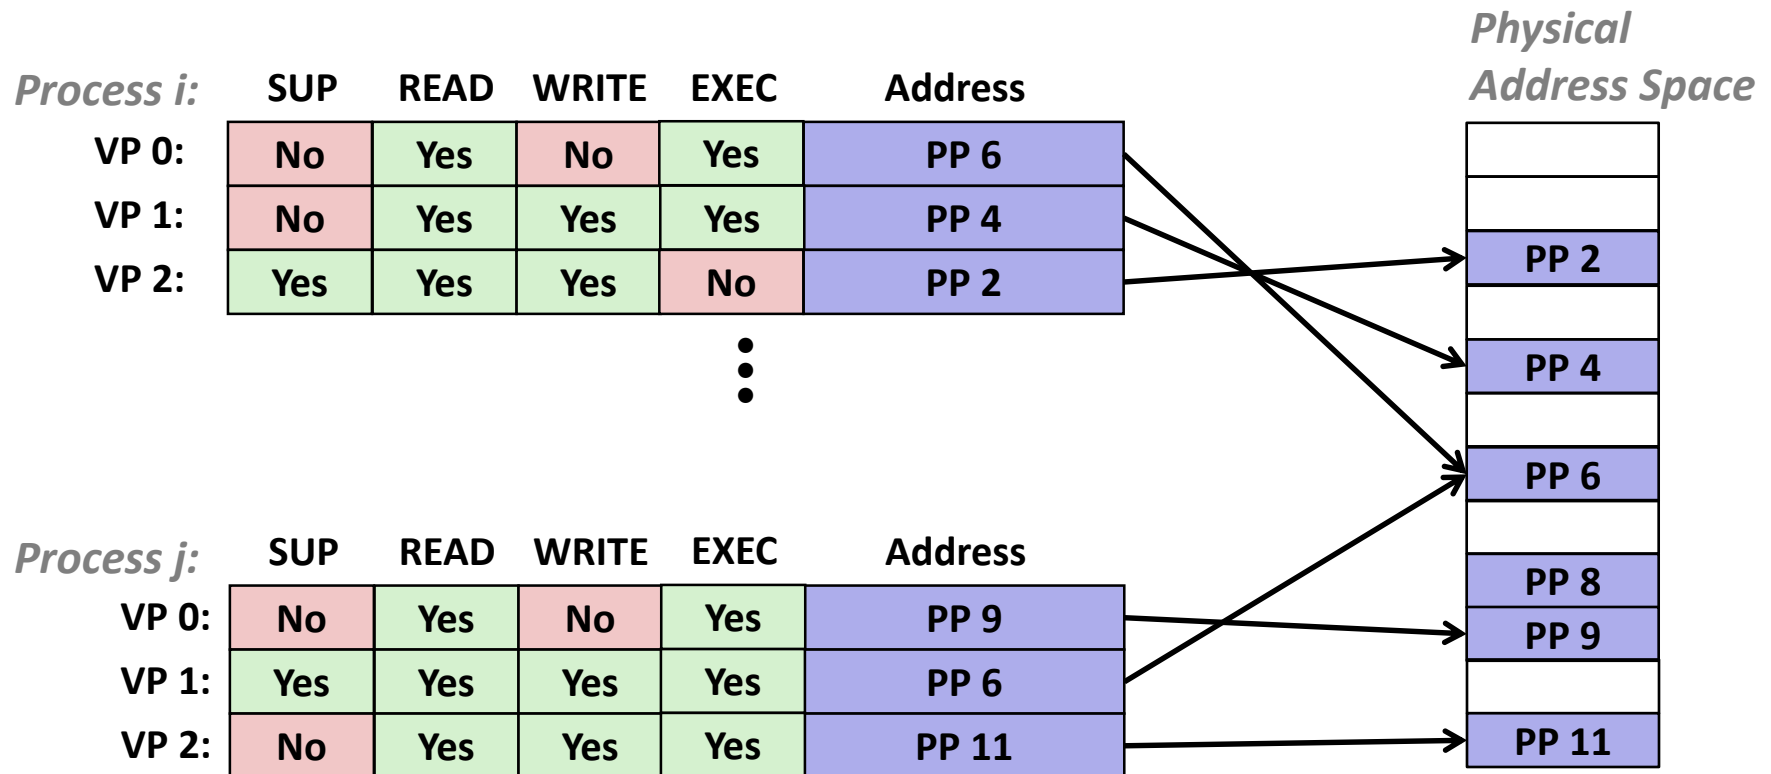 Physical
Address Space
Process i: SUP READ WRITE EXEC Address
VP 0: No Yes No Yes PP 6
VP 1: No Yes Yes Yes PP 4
VP 2: Yes Yes Yes No PP 2
PP 2
PP 4
PP 6
PP 8
PP 9
PP 11
Process j: SUP READ WRITE EXEC Address
VP 0: No Yes No Yes PP 9
VP 1: Yes Yes Yes Yes PP 6
VP 2: No Yes Yes Yes PP 11